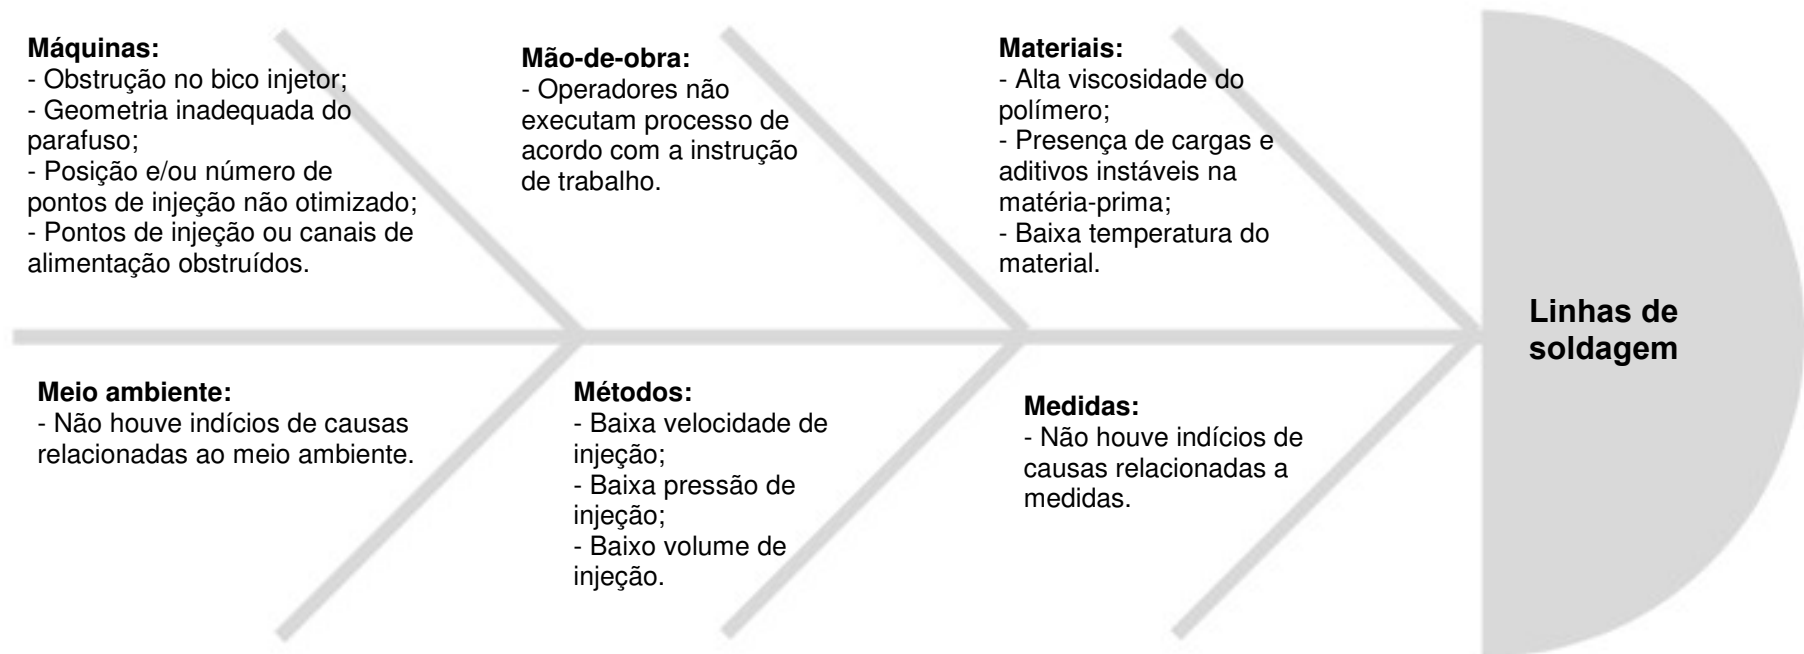 Máquinas:
- Obstrução no bico injetor;
- Geometria inadequada do
parafuso;
- Posição e/ou número de
pontos de injeção não otimizado;
- Pontos de injeção ou canais de
alimentação obstruídos.
Mão-de-obra:
- Operadores não
executam processo de
acordo com a instrução
de trabalho.
Materiais:
- Alta viscosidade do
polímero;
- Presença de cargas e
aditivos instáveis na
matéria-prima;
- Baixa temperatura do
material.
Linhas de
soldagem
Meio ambiente:
- Não houve indícios de causas
relacionadas ao meio ambiente.
Métodos:
- Baixa velocidade de
injeção;
- Baixa pressão de
injeção;
- Baixo volume de
injeção.
Medidas:
- Não houve indícios de
causas relacionadas a
medidas.